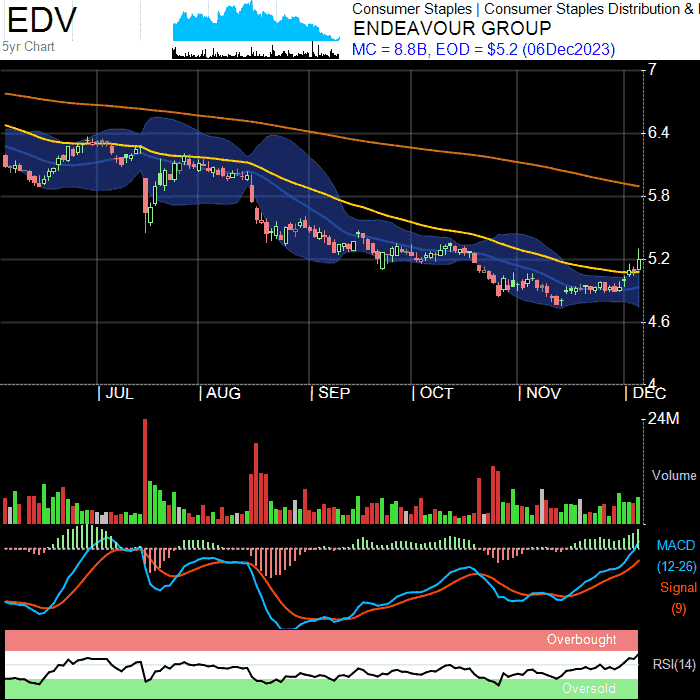 EDV
5yr Chart
Consumer Staples | Consumer Staples Distribution &
ENDEAVOUR GROUP
MC = 8.8B, EOD = $5.2 (06Dec2023)
7
6.4
5.8
5.2
4.6
4
| JUL | AUG | SEP | OCT | NOV | DEC
24M
Volume
MACD
(12-26)
Signal
(9)
Overbought
RSI(14)
Oversold